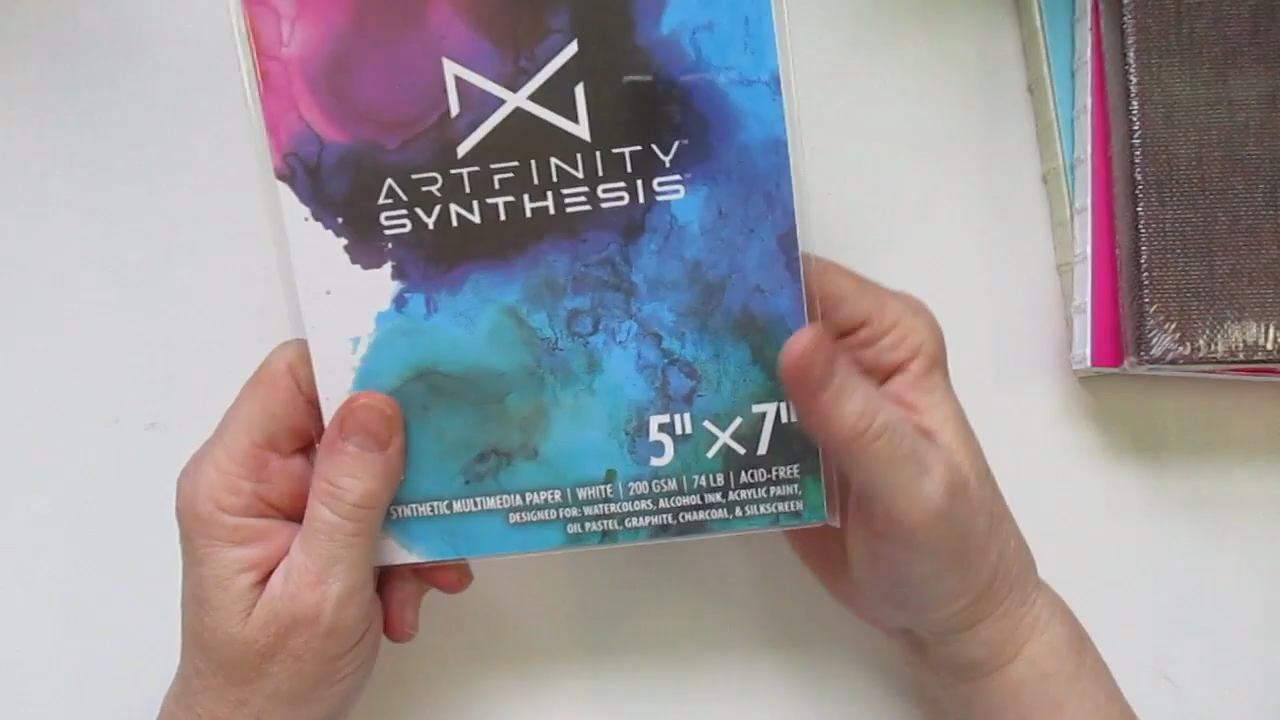 ARTFINITY™
SYNTHESIS™
5" × 7"
SYNTHETIC MULTIMEDIA PAPER | WHITE | 200 GSM | 74 LB | ACID-FREE
DESIGNED FOR: WATERCOLORS, ALCOHOL INK, ACRYLIC PAINT,
OIL PASTEL, GRAPHITE, CHARCOAL, & SILKSCREEN